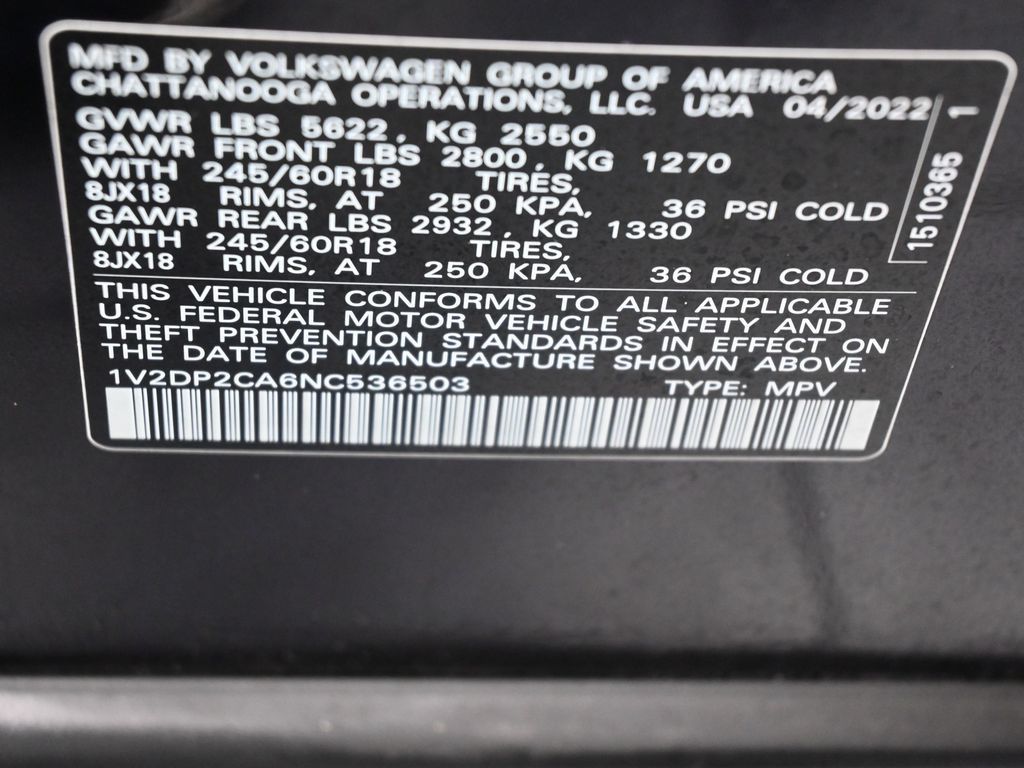 MFD BY VOLKSWAGEN GROUP OF AMERICA
CHATTANOOGA OPERATIONS, LLC. USA 04/2022
GVWR LBS 5622, KG 2550
GAWR FRONT LBS 2800, KG 1270
WITH 245/60R18 TIRES,
8JX18 RIMS, AT 250 KPA, 36 PSI COLD
GAWR REAR LBS 2932, KG 1330
WITH 245/60R18 TIRES,
8JX18 RIMS, AT 250 KPA, 36 PSI COLD
THIS VEHICLE CONFORMS TO ALL APPLICABLE
U.S. FEDERAL MOTOR VEHICLE SAFETY AND
THEFT PREVENTION STANDARDS IN EFFECT ON
THE DATE OF MANUFACTURE SHOWN ABOVE.
1V2DP2CA6NC536503 TYPE: MPV
1510365 1